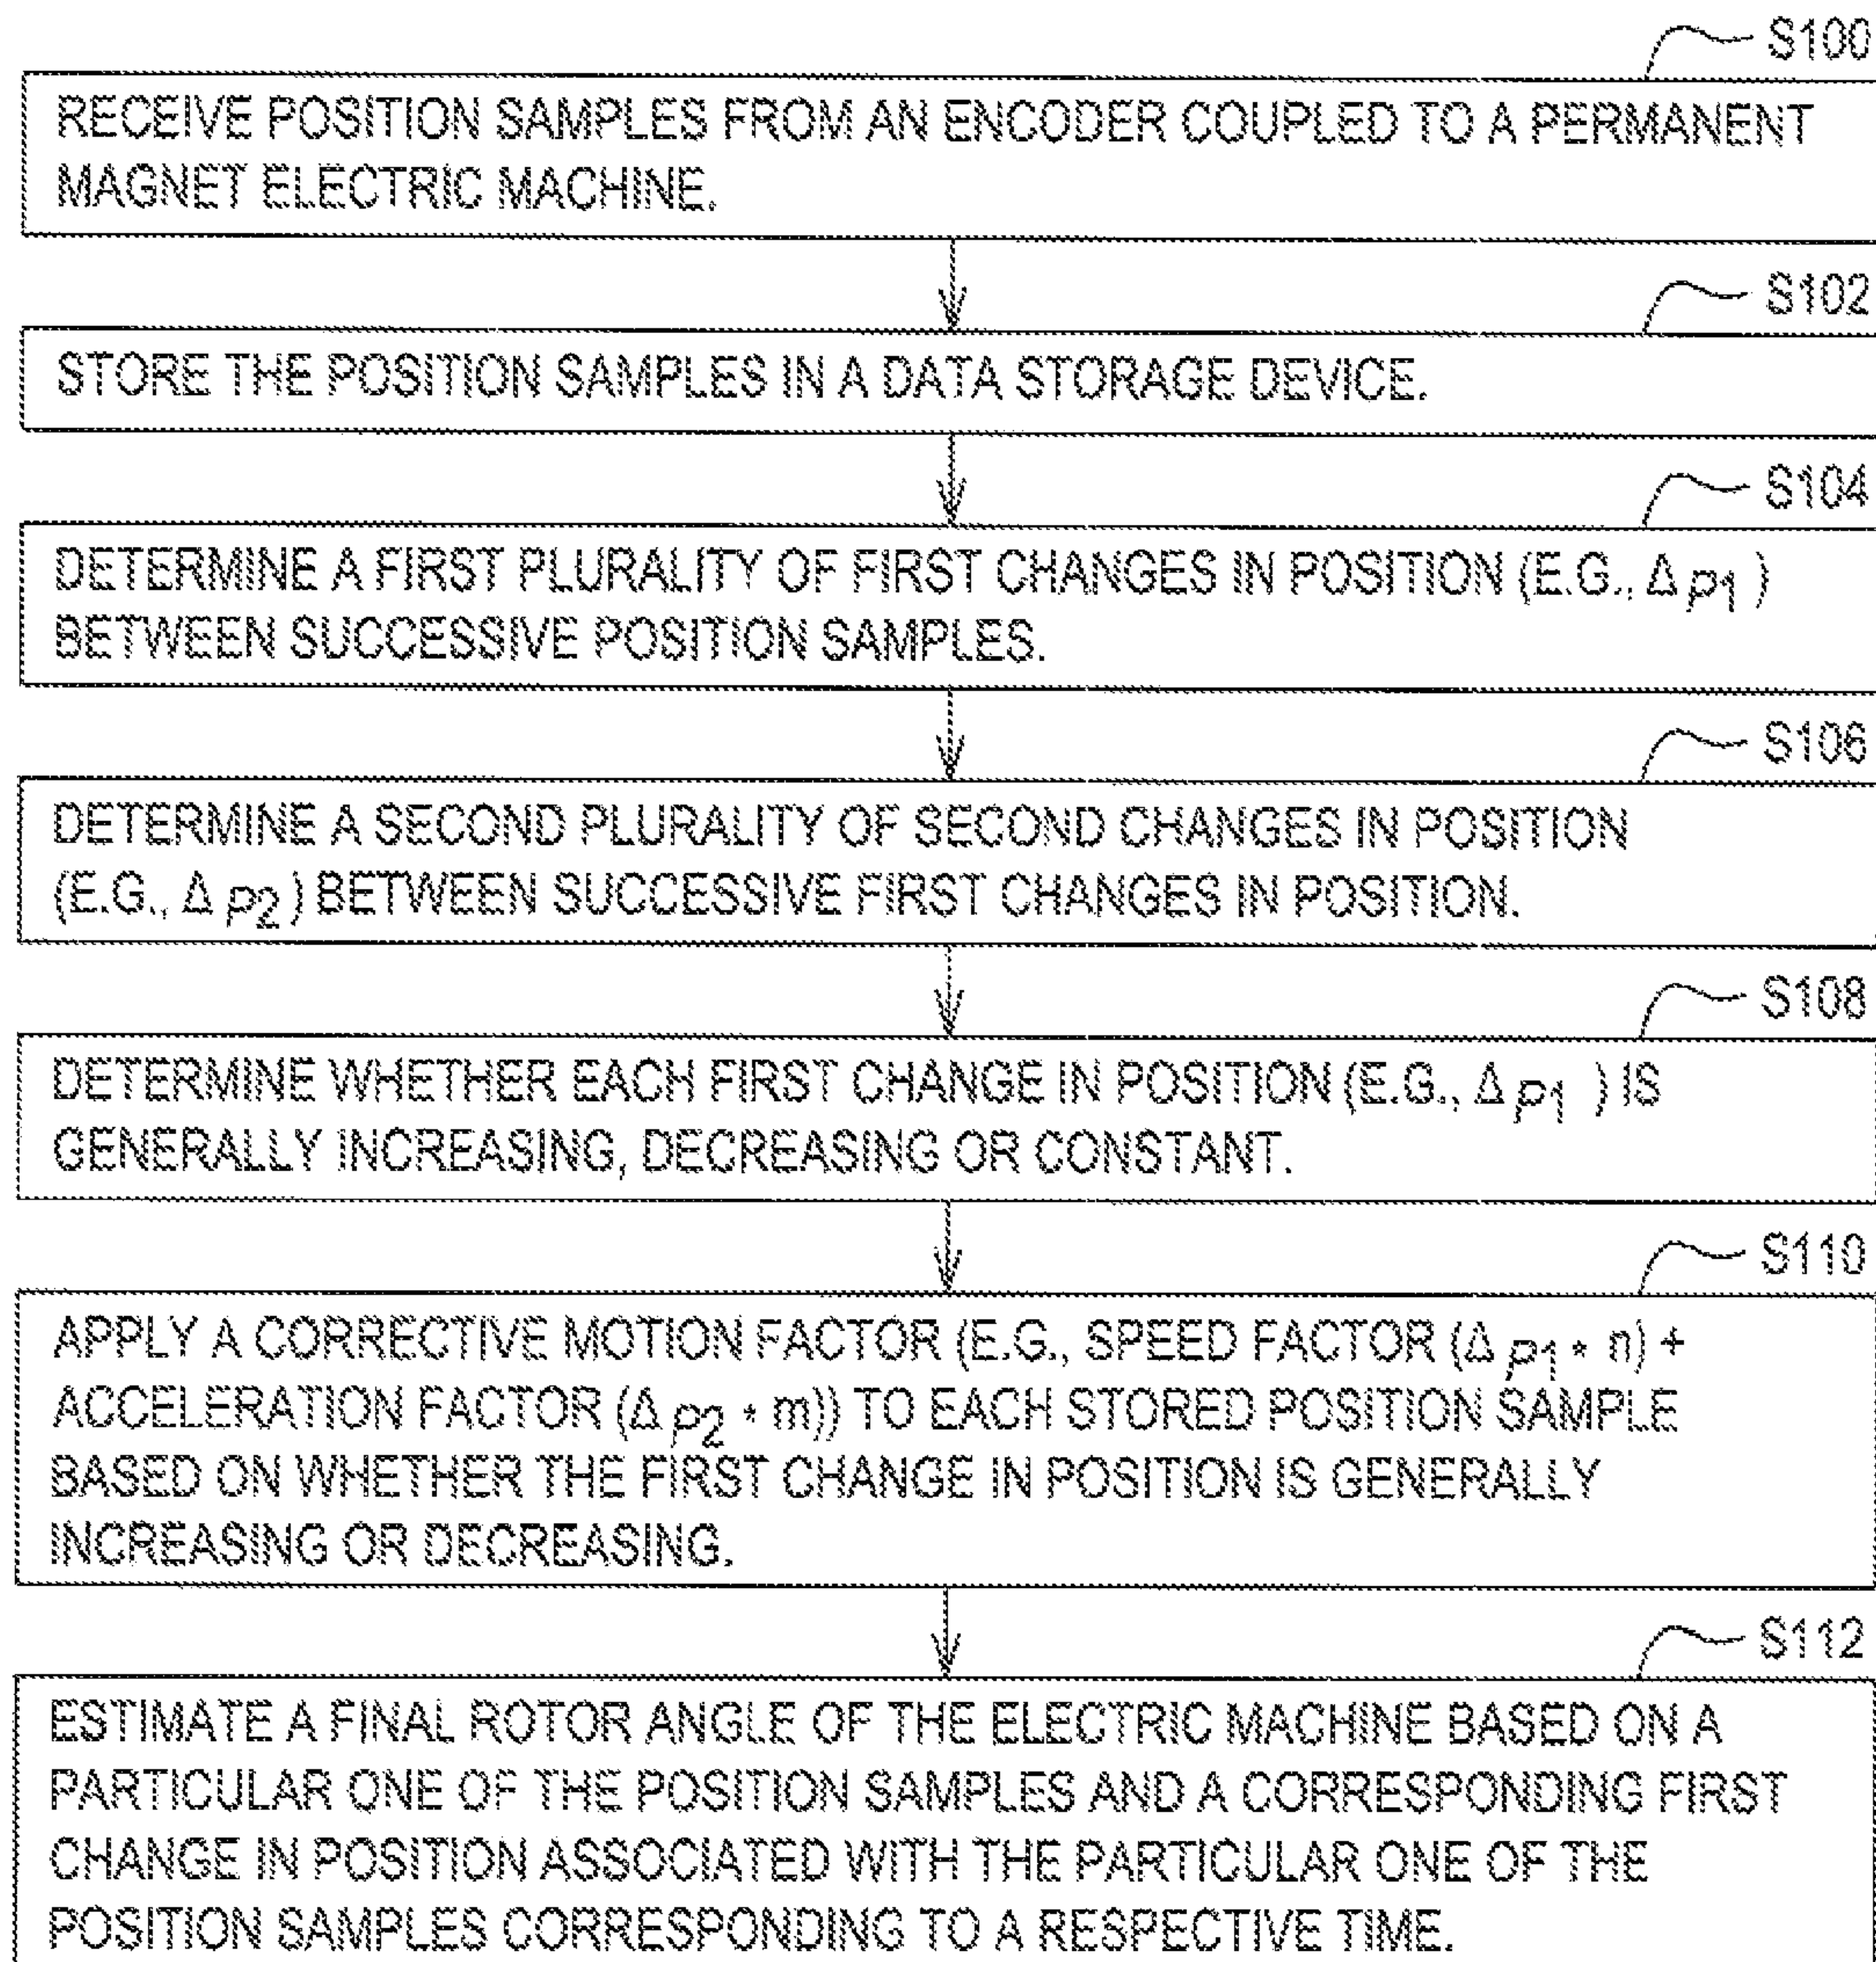 S100
RECEIVE POSITION SAMPLES FROM AN ENCODER COUPLED TO A PERMANENT
MAGNET ELECTRIC MACHINE.
S102
STORE THE POSITION SAMPLES IN A DATA STORAGE DEVICE.
S104
DETERMINE A FIRST PLURALITY OF FIRST CHANGES IN POSITION (E.G., Δ P1 )
BETWEEN SUCCESSIVE POSITION SAMPLES.
S106
DETERMINE A SECOND PLURALITY OF SECOND CHANGES IN POSITION
(E.G., Δ P2 ) BETWEEN SUCCESSIVE FIRST CHANGES IN POSITION.
S108
DETERMINE WHETHER EACH FIRST CHANGE IN POSITION (E.G., Δ P1 ) IS
GENERALLY INCREASING, DECREASING OR CONSTANT.
S110
APPLY A CORRECTIVE MOTION FACTOR (E.G., SPEED FACTOR (Δ P1 * n) +
ACCELERATION FACTOR (Δ P2 * m)) TO EACH STORED POSITION SAMPLE
BASED ON WHETHER THE FIRST CHANGE IN POSITION IS GENERALLY
INCREASING OR DECREASING.
S112
ESTIMATE A FINAL ROTOR ANGLE OF THE ELECTRIC MACHINE BASED ON A
PARTICULAR ONE OF THE POSITION SAMPLES AND A CORRESPONDING FIRST
CHANGE IN POSITION ASSOCIATED WITH THE PARTICULAR ONE OF THE
POSITION SAMPLES CORRESPONDING TO A RESPECTIVE TIME.